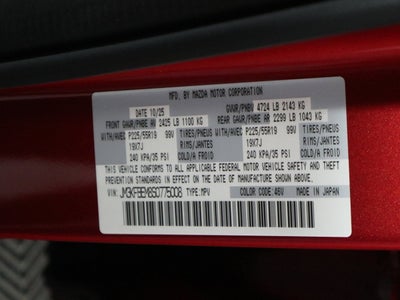 MFD. BY MAZDA MOTOR CORPORATION
DATE 10/25 GVWR/PNBV 4724 LB 2143 KG
FRONT GAWR/PNBE AV 2425 LB 1100 KG REAR GAWR/PNBE AR 2299 LB 1043 KG
WITH/AVEC P225/55R19 99V TIRES/PNEUS WITH/AVEC P225/55R19 99V TIRES/PNEUS
19X7J RIMS/JANTE 19X7J RIMS/JANTE
240 KPA/35 PSI COLD/A FROID 240 KPA/35 PSI COLD/A FROID
THIS VEHICLE CONFORMS TO ALL APPLICABLE FEDERAL MOTOR VEHICLE SAFETY AND THEFT
PREVENTION STANDARDS IN EFFECT ON THE DATE OF MANUFACTURE SHOWN ABOVE.
TYPE:MPV COLOR CODE:46V MADE IN JAPAN